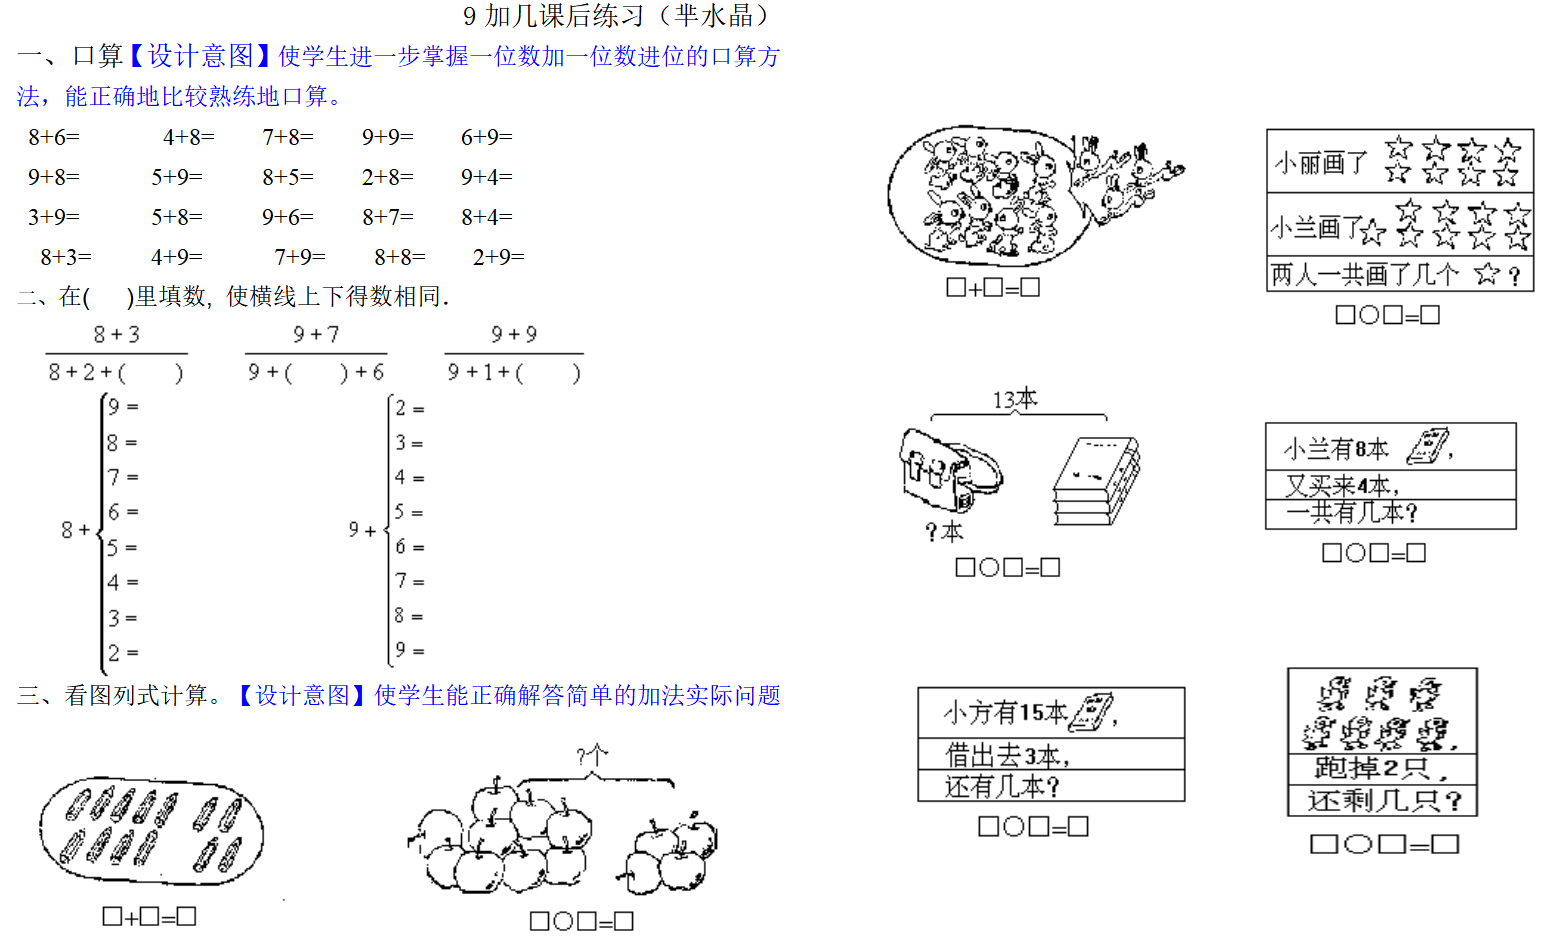 9 加几课后练习（芈水晶）
一、口算【设计意图】使学生进一步掌握一位数加一位数进位的口算方
法，能正确地比较熟练地口算。
8+6= 4+8= 7+8= 9+9= 6+9=
9+8= 5+9= 8+5= 2+8= 9+4=
3+9= 5+8= 9+6= 8+7= 8+4=
8+3= 4+9= 7+9= 8+8= 2+9=
二、在( )里填数, 使横线上下得数相同.
8+3 9+7 9+9
8+2+( ) 9+( )+6 9+1+( )
8+
9=
8=
7=
6=
5=
4=
3=
2=
9+
2=
3=
4=
5=
6=
7=
8=
9=
三、看图列式计算。【设计意图】使学生能正确解答简单的加法实际问题
□+□=□
?个
□○□=□
□+□=□
小丽画了 ☆☆☆☆
☆☆☆☆
☆☆☆☆
小兰画了☆☆☆☆☆
两人一共画了几个 ☆?
□○□=□
13本
?本
□○□=□
小兰有8本 ,
又买来4本,
一共有几本?
□○□=□
小方有15本 ,
借出去3本,
还有几本?
□○□=□
.
跑掉2只,
还剩几只?
□○□=□